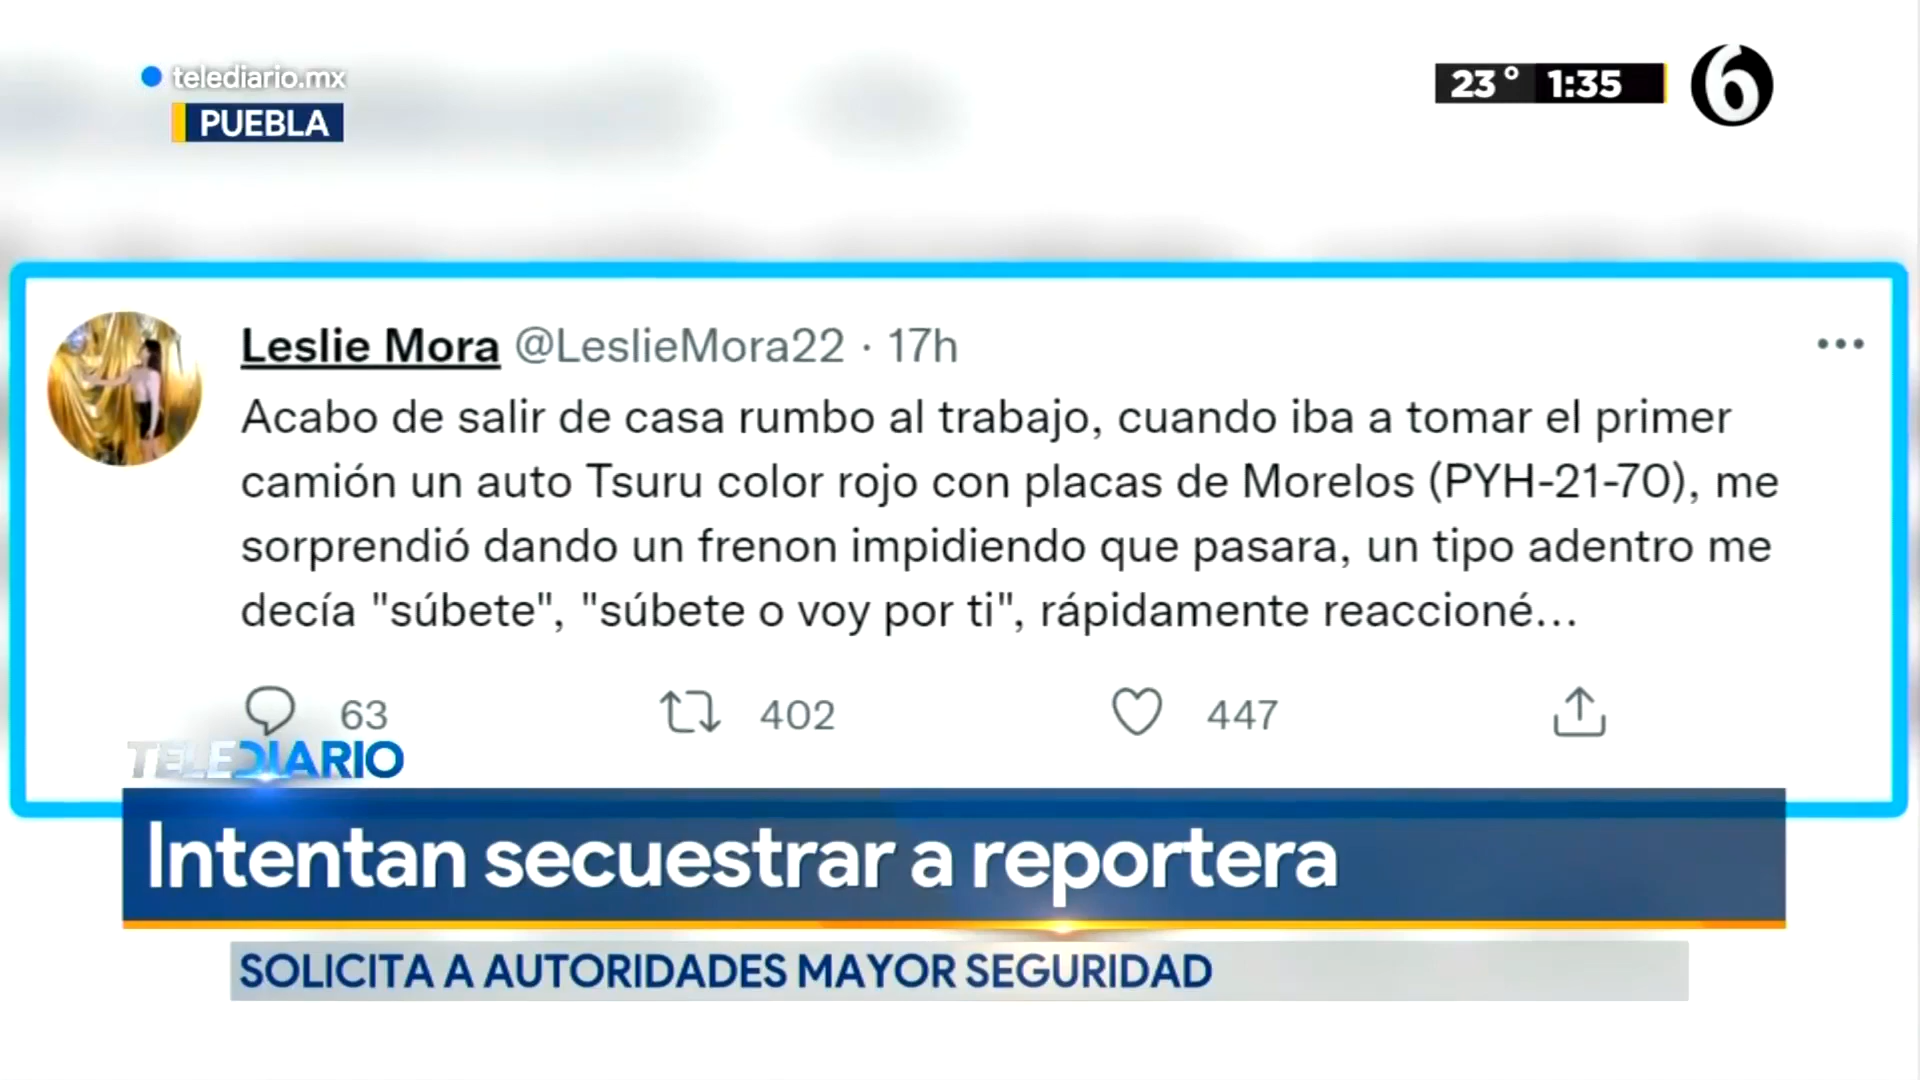 telediario.mx
PUEBLA
23° 1:35
6
Leslie Mora @LeslieMora22 · 17h
Acabo de salir de casa rumbo al trabajo, cuando iba a tomar el primer
camión un auto Tsuru color rojo con placas de Morelos (PYH-21-70), me
sorprendió dando un frenon impidiendo que pasara, un tipo adentro me
decía "súbete", "súbete o voy por ti", rápidamente reaccioné...
63 402 447
TELEDIARIO
Intentan secuestrar a reportera
SOLICITA A AUTORIDADES MAYOR SEGURIDAD